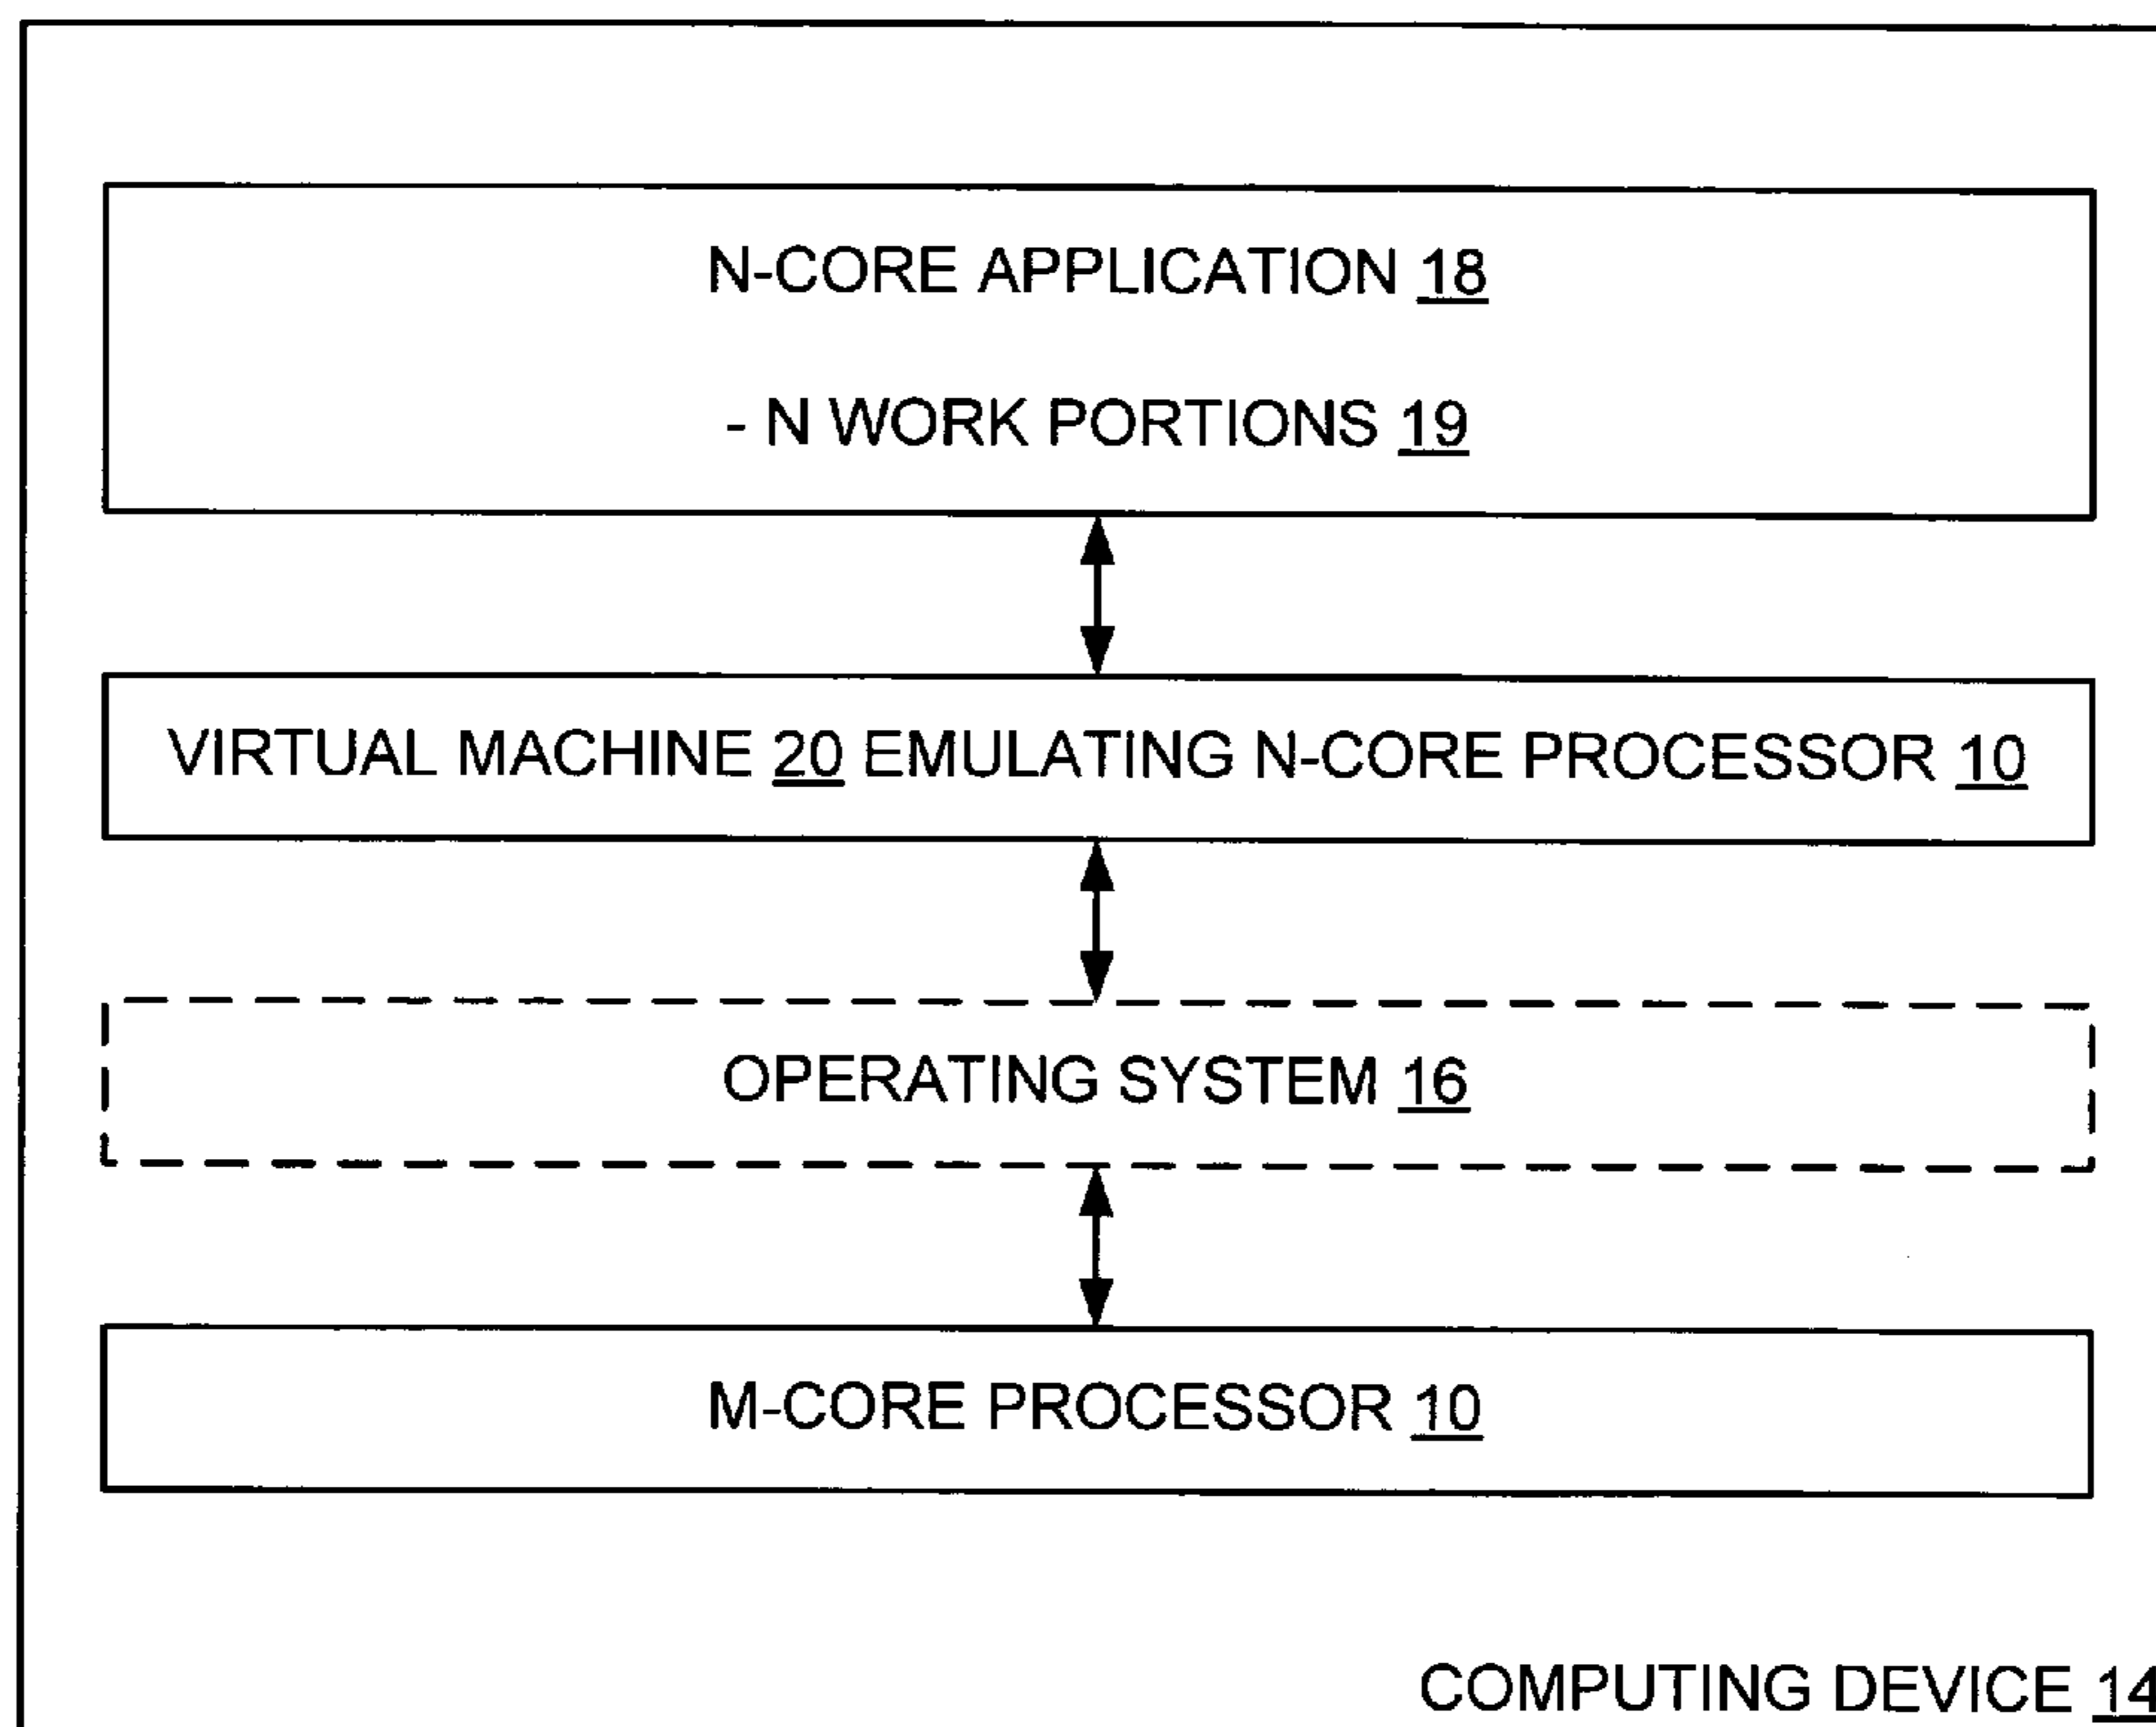 N-CORE APPLICATION 18
- N WORK PORTIONS 19
VIRTUAL MACHINE 20 EMULATING N-CORE PROCESSOR 10
OPERATING SYSTEM 16
M-CORE PROCESSOR 10
COMPUTING DEVICE 14